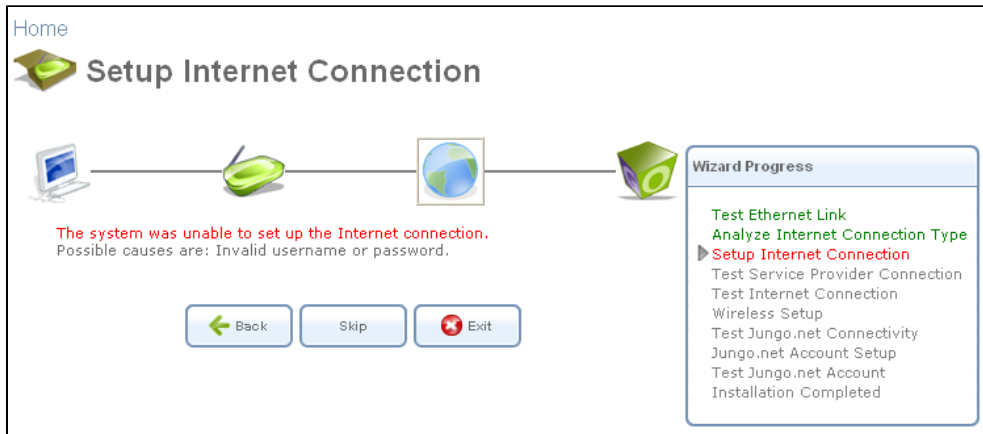 Home
Setup Internet Connection
The system was unable to set up the Internet connection.
Possible causes are: Invalid username or password.
Back
Skip
Exit
Wizard Progress
Test Ethernet Link
Analyze Internet Connection Type
Setup Internet Connection
Test Service Provider Connection
Test Internet Connection
Wireless Setup
Test Jungo.net Connectivity
Jungo.net Account Setup
Test Jungo.net Account
Installation Completed